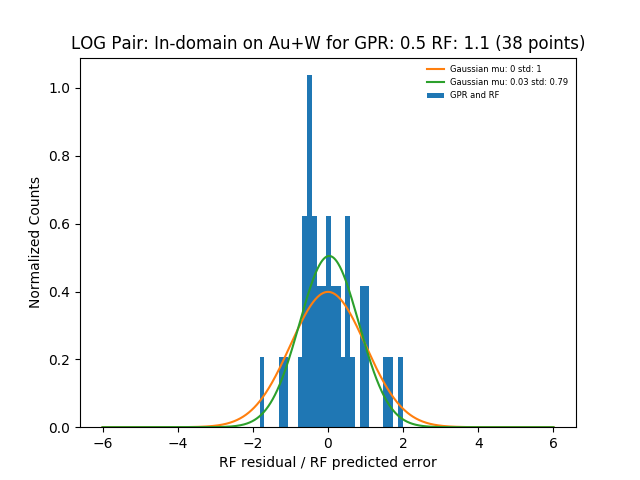 LOG Pair: In-domain on Au+W for GPR: 0.5 RF: 1.1 (38 points)
Gaussian mu: 0 std: 1
Gaussian mu: 0.03 std: 0.79
GPR and RF
Normalized Counts
1.0
0.8
0.6
0.4
0.2
0.0
−6 −4 −2 0 2 4 6
RF residual / RF predicted error